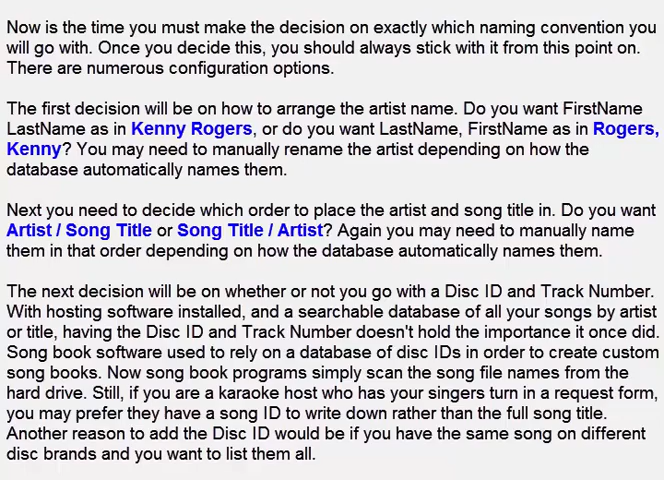 Now is the time you must make the decision on exactly which naming convention you
will go with. Once you decide this, you should always stick with it from this point on.
There are numerous configuration options.
The first decision will be on how to arrange the artist name. Do you want FirstName
LastName as in Kenny Rogers, or do you want LastName, FirstName as in Rogers,
Kenny? You may need to manually rename the artist depending on how the
database automatically names them.
Next you need to decide which order to place the artist and song title in. Do you want
Artist / Song Title or Song Title / Artist? Again you may need to manually name
them in that order depending on how the database automatically names them.
The next decision will be on whether or not you go with a Disc ID and Track Number.
With hosting software installed, and a searchable database of all your songs by artist
or title, having the Disc ID and Track Number doesn't hold the importance it once did.
Song book software used to rely on a database of disc IDs in order to create custom
song books. Now song book programs simply scan the song file names from the
hard drive. Still, if you are a karaoke host who has your singers turn in a request form,
you may prefer they have a song ID to write down rather than the full song title.
Another reason to add the Disc ID would be if you have the same song on different
disc brands and you want to list them all.